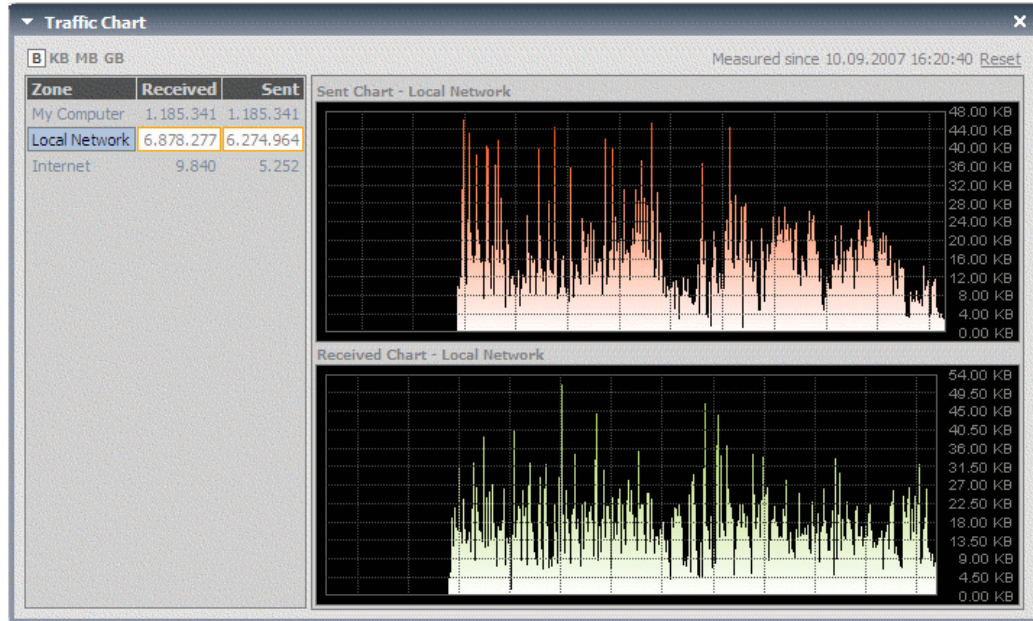 Traffic Chart
B KB MB GB
Measured since 10.09.2007 16:20:40 Reset
Zone Received Sent
My Computer 1.185.341 1.185.341
Local Network 6.878.277 6.274.964
Internet 9.840 5.252
Sent Chart - Local Network
48.00 KB
44.00 KB
40.00 KB
36.00 KB
32.00 KB
28.00 KB
24.00 KB
20.00 KB
16.00 KB
12.00 KB
8.00 KB
4.00 KB
0.00 KB
Received Chart - Local Network
54.00 KB
49.50 KB
45.00 KB
40.50 KB
36.00 KB
31.50 KB
27.00 KB
22.50 KB
18.00 KB
13.50 KB
9.00 KB
4.50 KB
0.00 KB